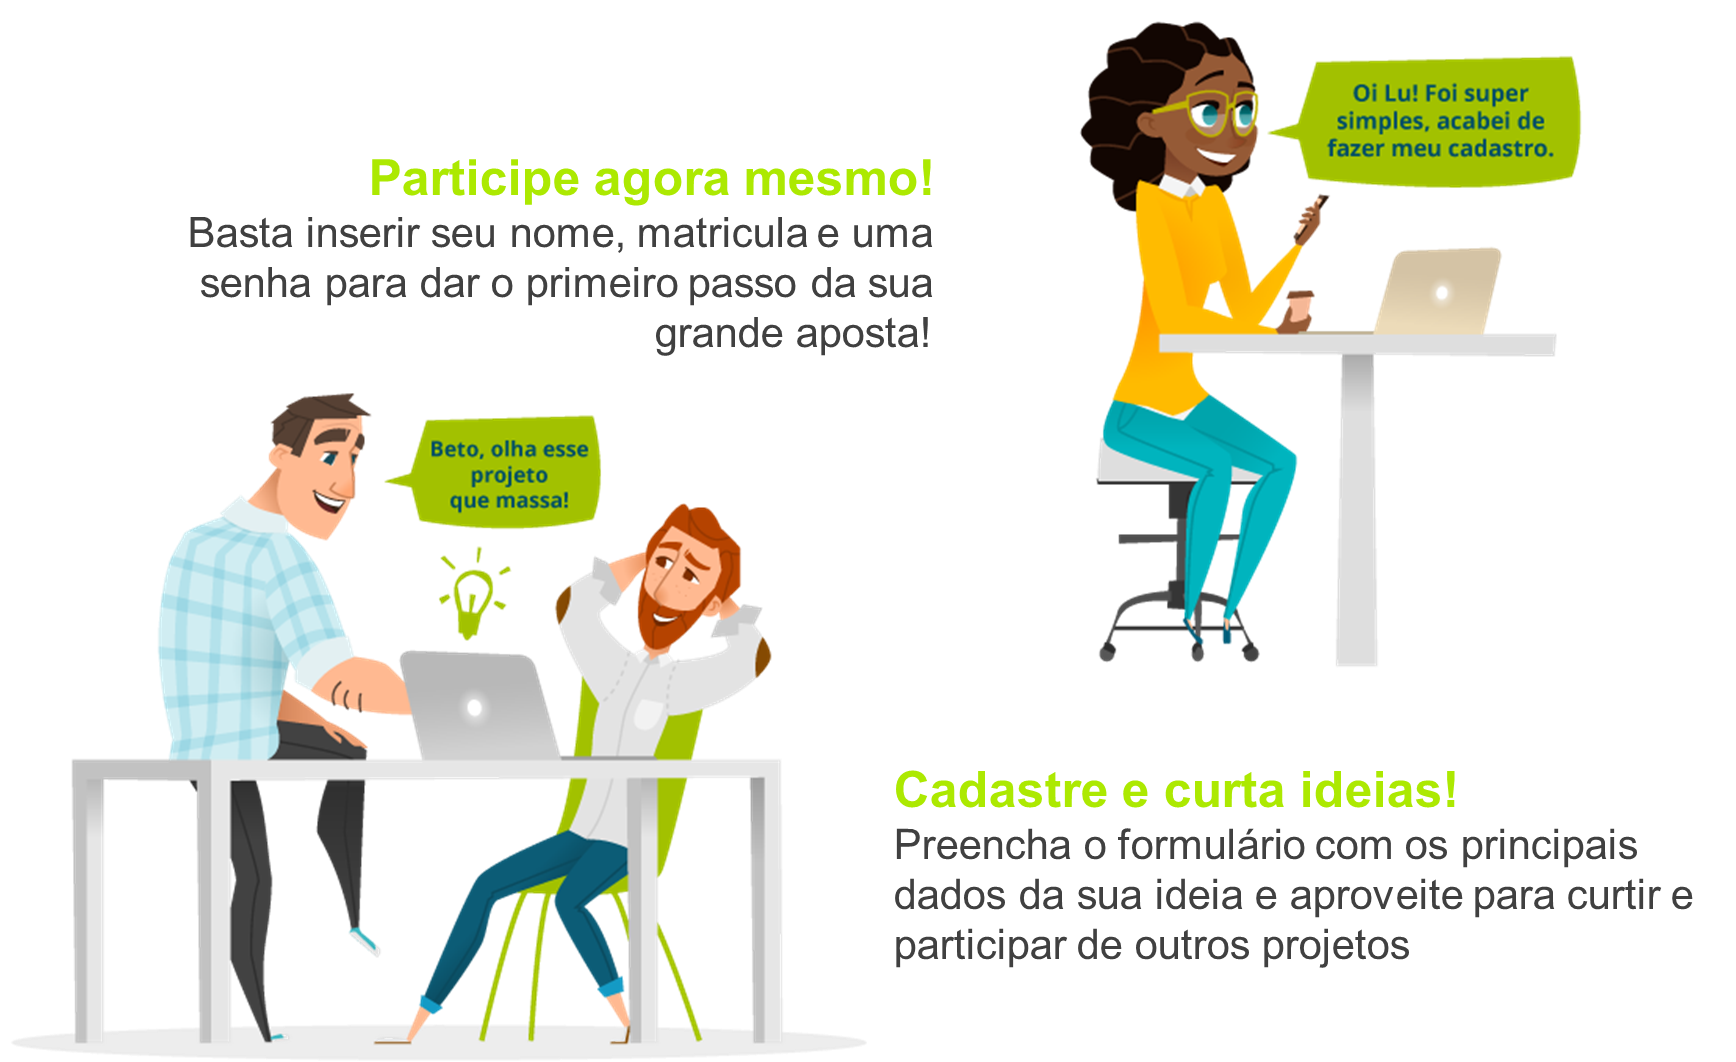 Oi Lu! Foi super
simples, acabei de
fazer meu cadastro.
Participe agora mesmo!
Basta inserir seu nome, matricula e uma
senha para dar o primeiro passo da sua
grande aposta!
Beto, olha esse
projeto
que massa!
Cadastre e curta ideias!
Preencha o formulário com os principais
dados da sua ideia e aproveite para curtir e
participar de outros projetos